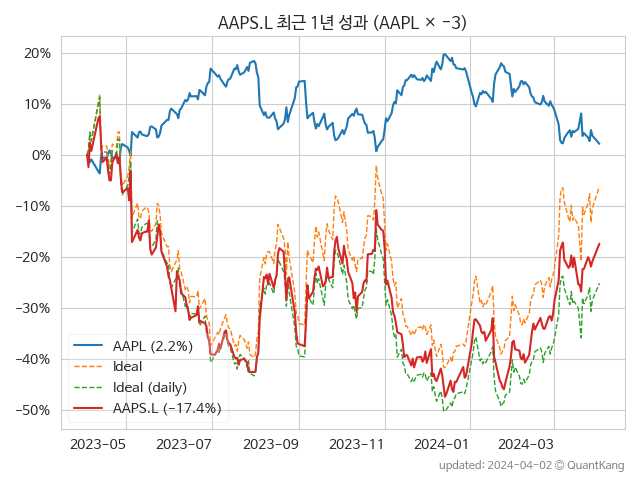 AAPS.L 최근 1년 성과 (AAPL × −3)
20%
10%
0%
−10%
−20%
−30%
−40%
−50%
AAPL (2.2%)
Ideal
Ideal (daily)
AAPS.L (−17.4%)
2023-05
2023-07
2023-09
2023-11
2024-01
2024-03
updated: 2024-04-02 © QuantKang